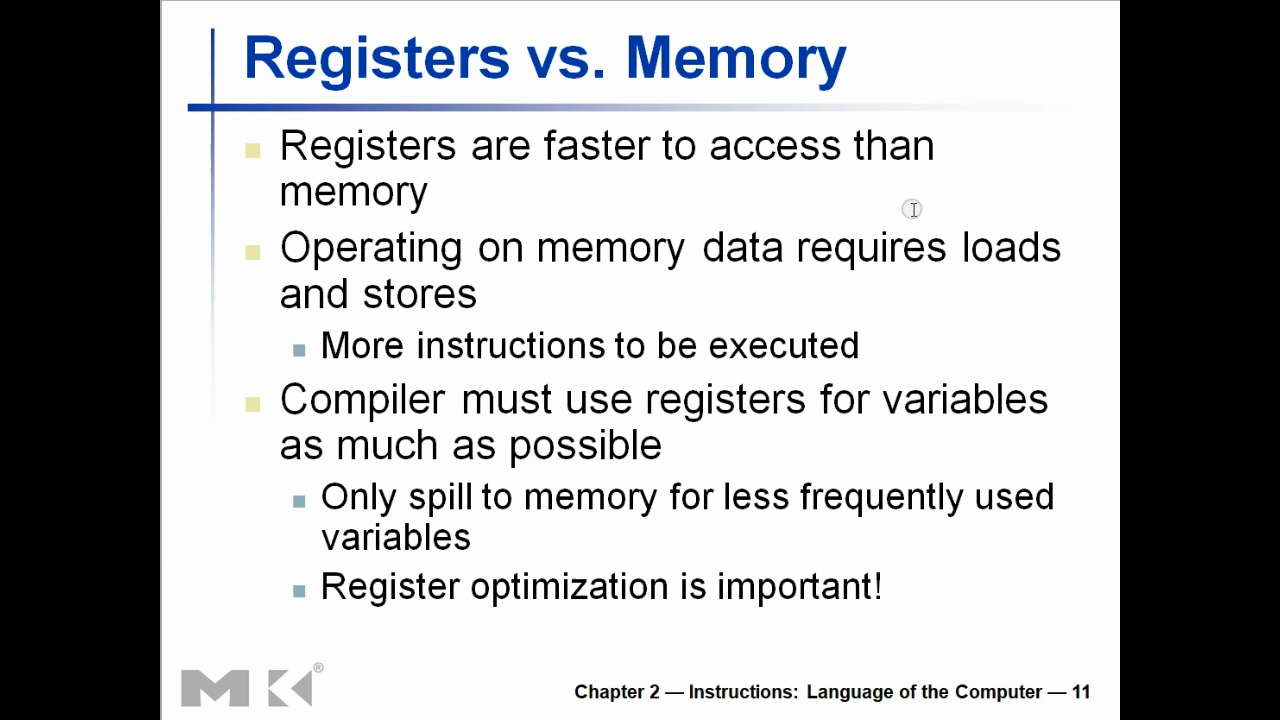 Registers vs. Memory
Registers are faster to access than
memory
Operating on memory data requires loads
and stores
More instructions to be executed
Compiler must use registers for variables
as much as possible
Only spill to memory for less frequently used
variables
Register optimization is important!
MK®
Chapter 2 — Instructions: Language of the Computer — 11